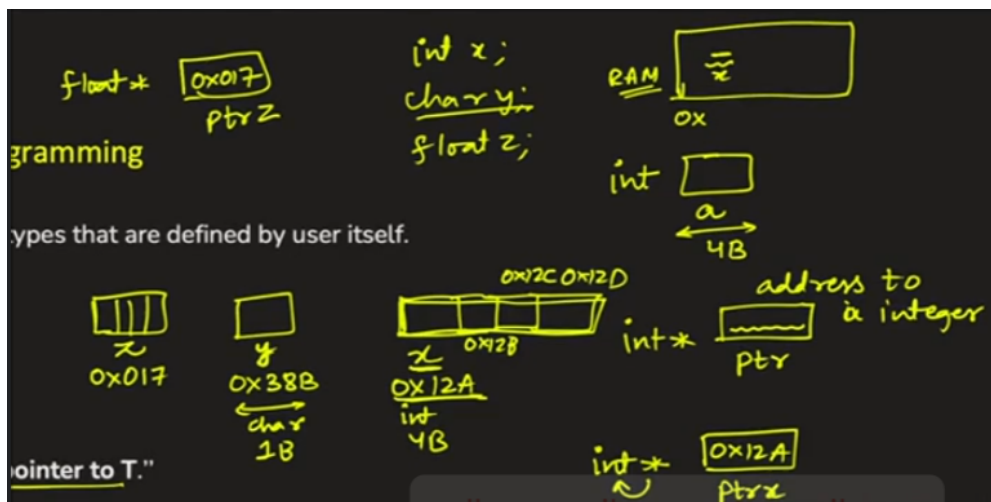 float* 0x017
ptrz
int x;
char y;
float z;
RAM
x
0x
gramming
int
a
4B
types that are defined by user itself.
z
0x017
y
0x38B
char
1B
0x12C 0x12D
0x12B
x
0x12A
int
4B
address to
a integer
int*
ptr
ointer to T."
int* 0x12A
ptrx